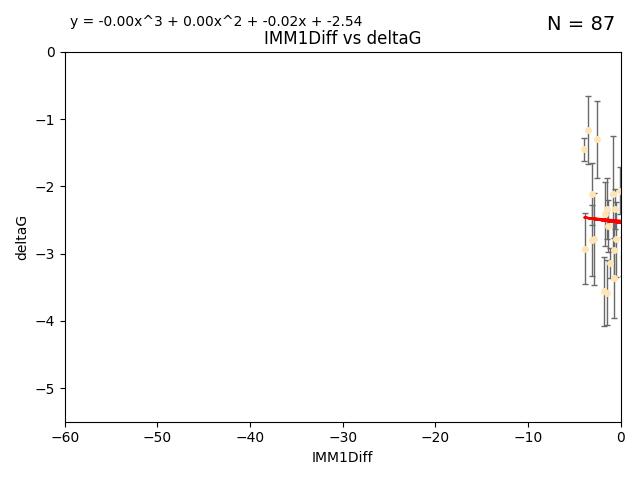 y = -0.00x^3 + 0.00x^2 + -0.02x + -2.54
N = 87
IMM1Diff vs deltaG
deltaG
0
−1
−2
−3
−4
−5
−60 −50 −40 −30 −20 −10 0
IMM1Diff